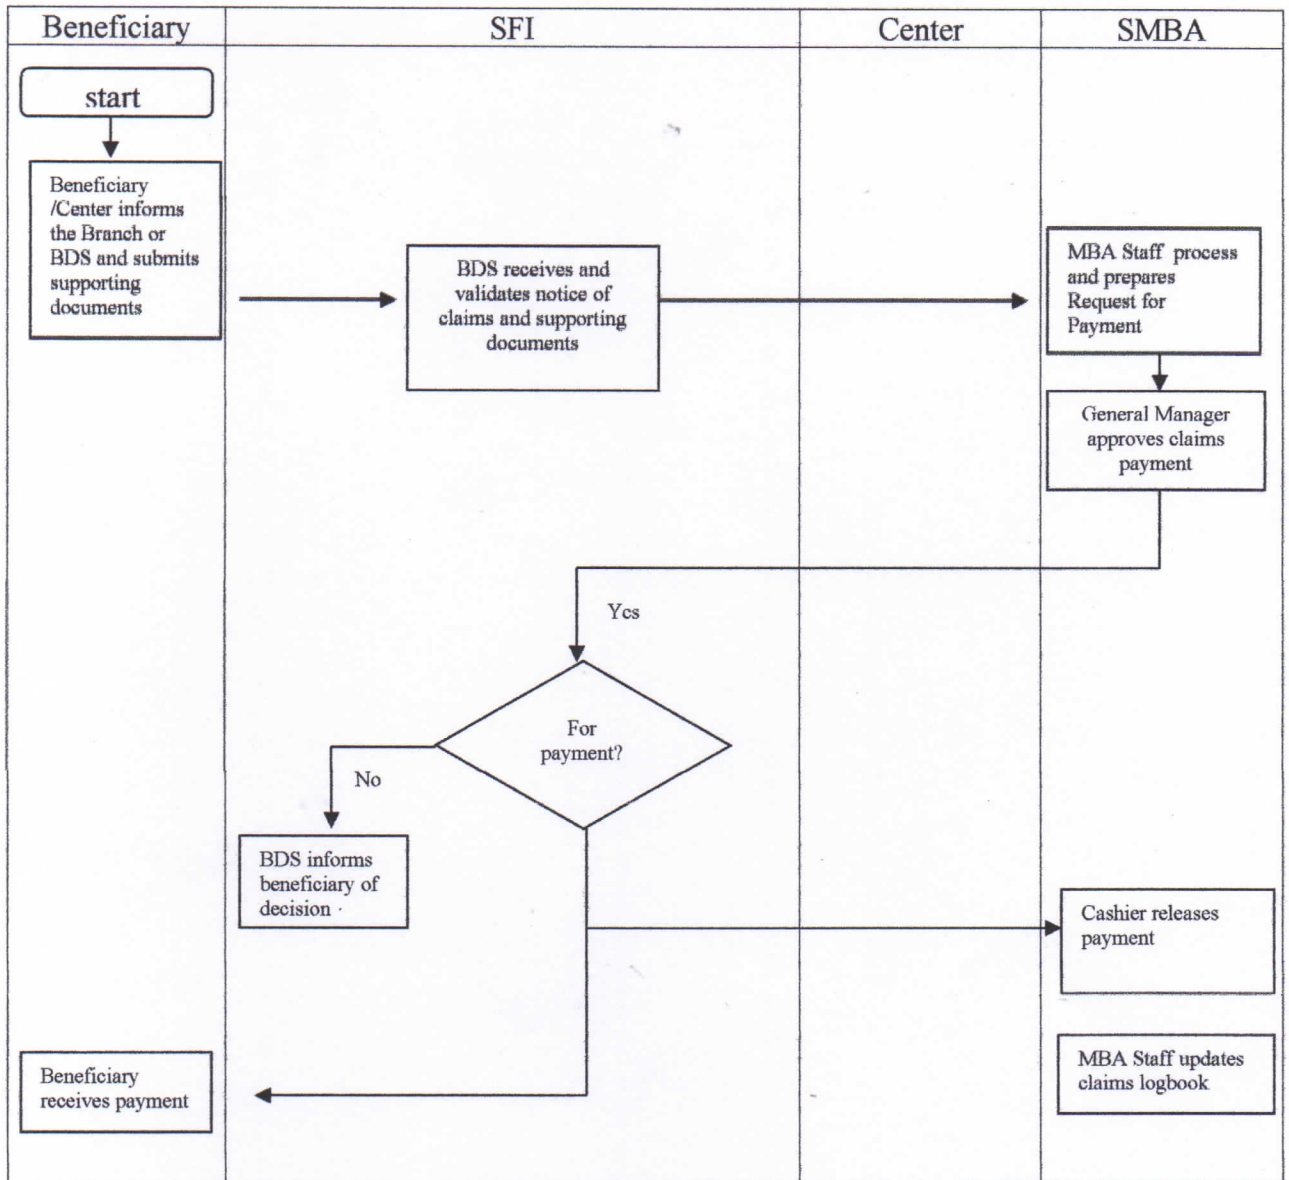 Beneficiary
SFI
Center
SMBA
start
Beneficiary
/Center informs
the Branch or
BDS and submits
supporting
documents
BDS receives and
validates notice of
claims and supporting
documents
MBA Staff process
and prepares
Request for
Payment
General Manager
approves claims
payment
Yes
For
payment?
No
BDS informs
beneficiary of
decision
Cashier releases
payment
Beneficiary
receives payment
MBA Staff updates
claims logbook